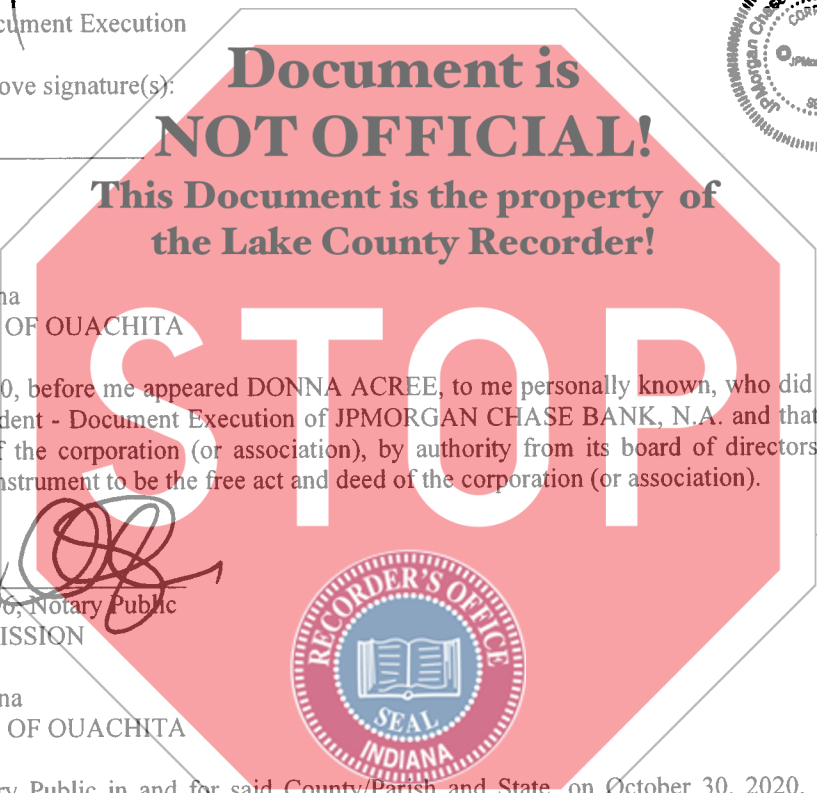 cument Execution
ove signature(s):
Document is
NOT OFFICIAL!
This Document is the property of
the Lake County Recorder!
na
OF OUACHITA
STOP
0, before me appeared DONNA ACREE, to me personally known, who did
dent - Document Execution of JPMORGAN CHASE BANK, N.A. and that
f the corporation (or association), by authority from its board of directors
nstrument to be the free act and deed of the corporation (or association).
6, Notary Public
ISSION
RECORDER'S OFFICE
SEAL
INDIANA
na
OF OUACHITA
ry Public in and for said County/Parish and State, on October 30, 2020,
JPMorgan Chase